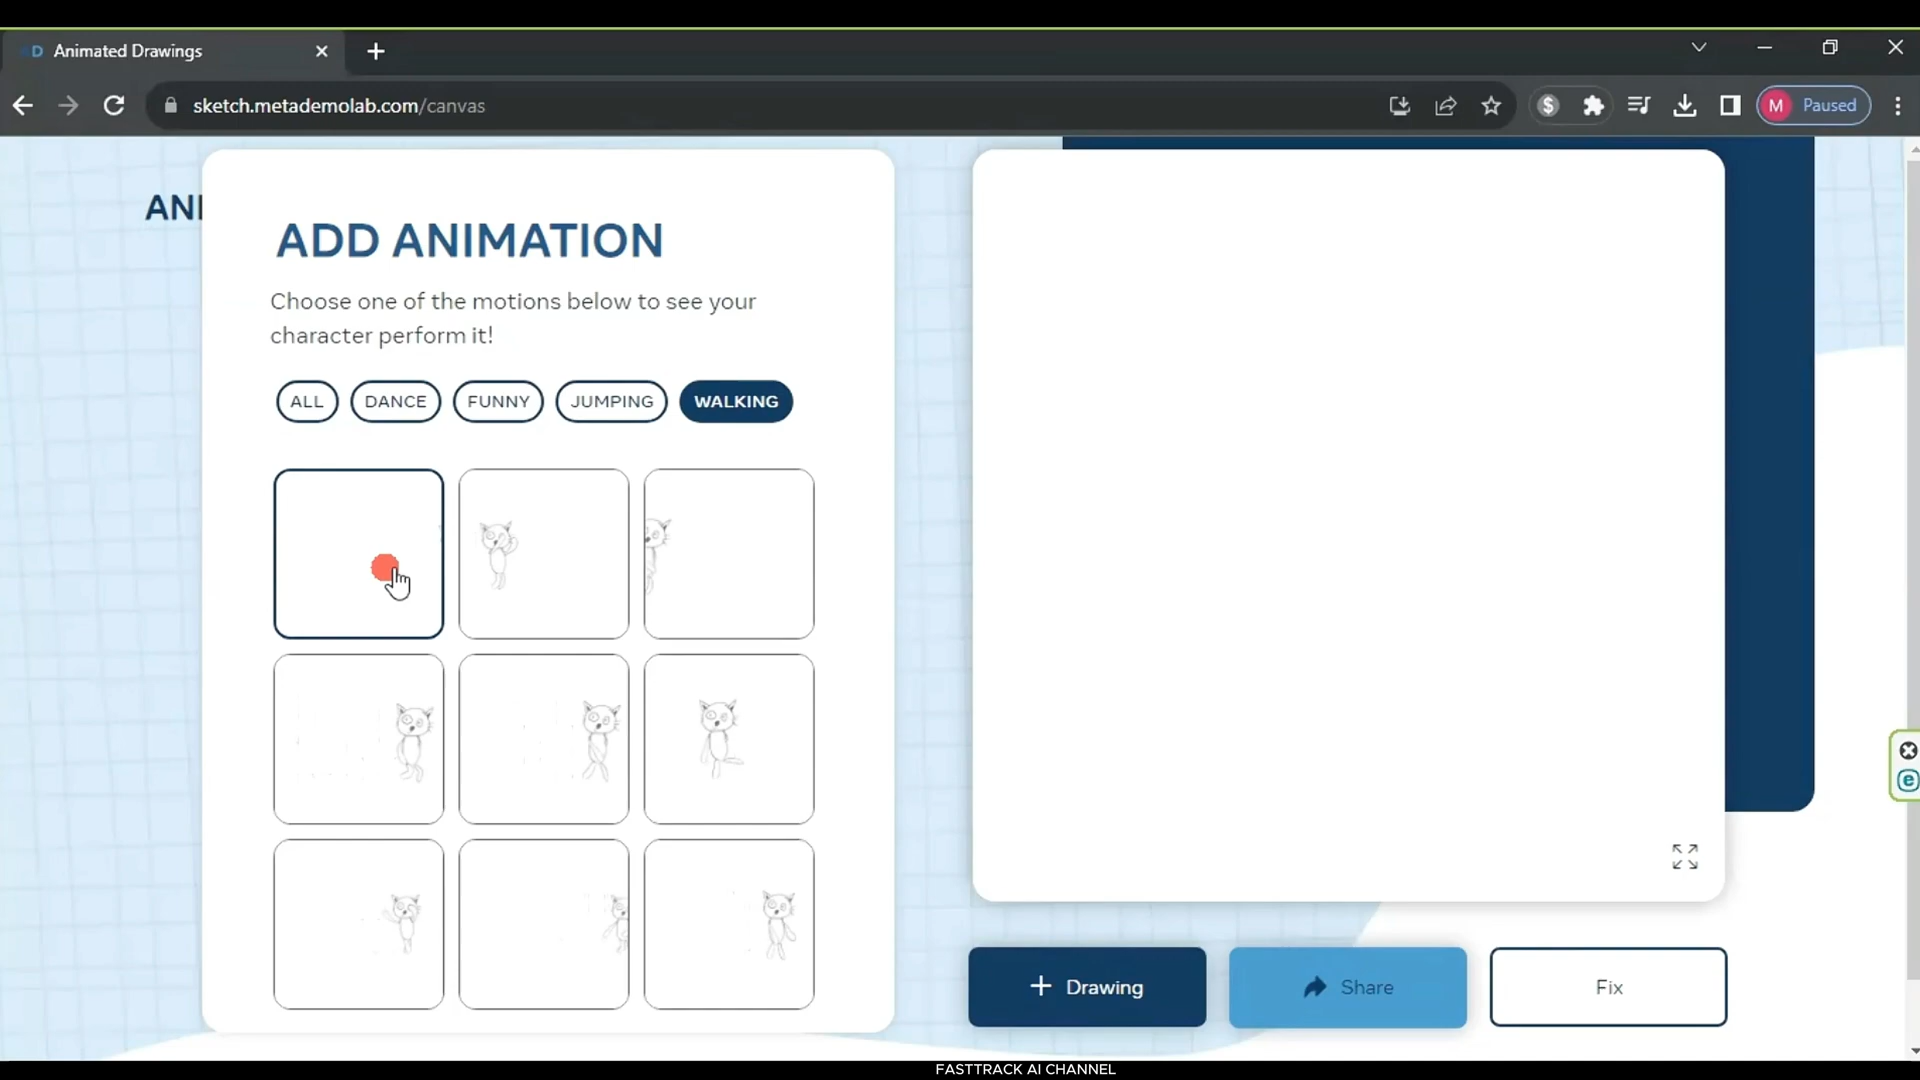 D Animated Drawings
sketch.metademolab.com/canvas
M Paused
ANI
ADD ANIMATION
Choose one of the motions below to see your
character perform it!
ALL DANCE FUNNY JUMPING WALKING
+ Drawing
Share
Fix
FASTTRACK AI CHANNEL